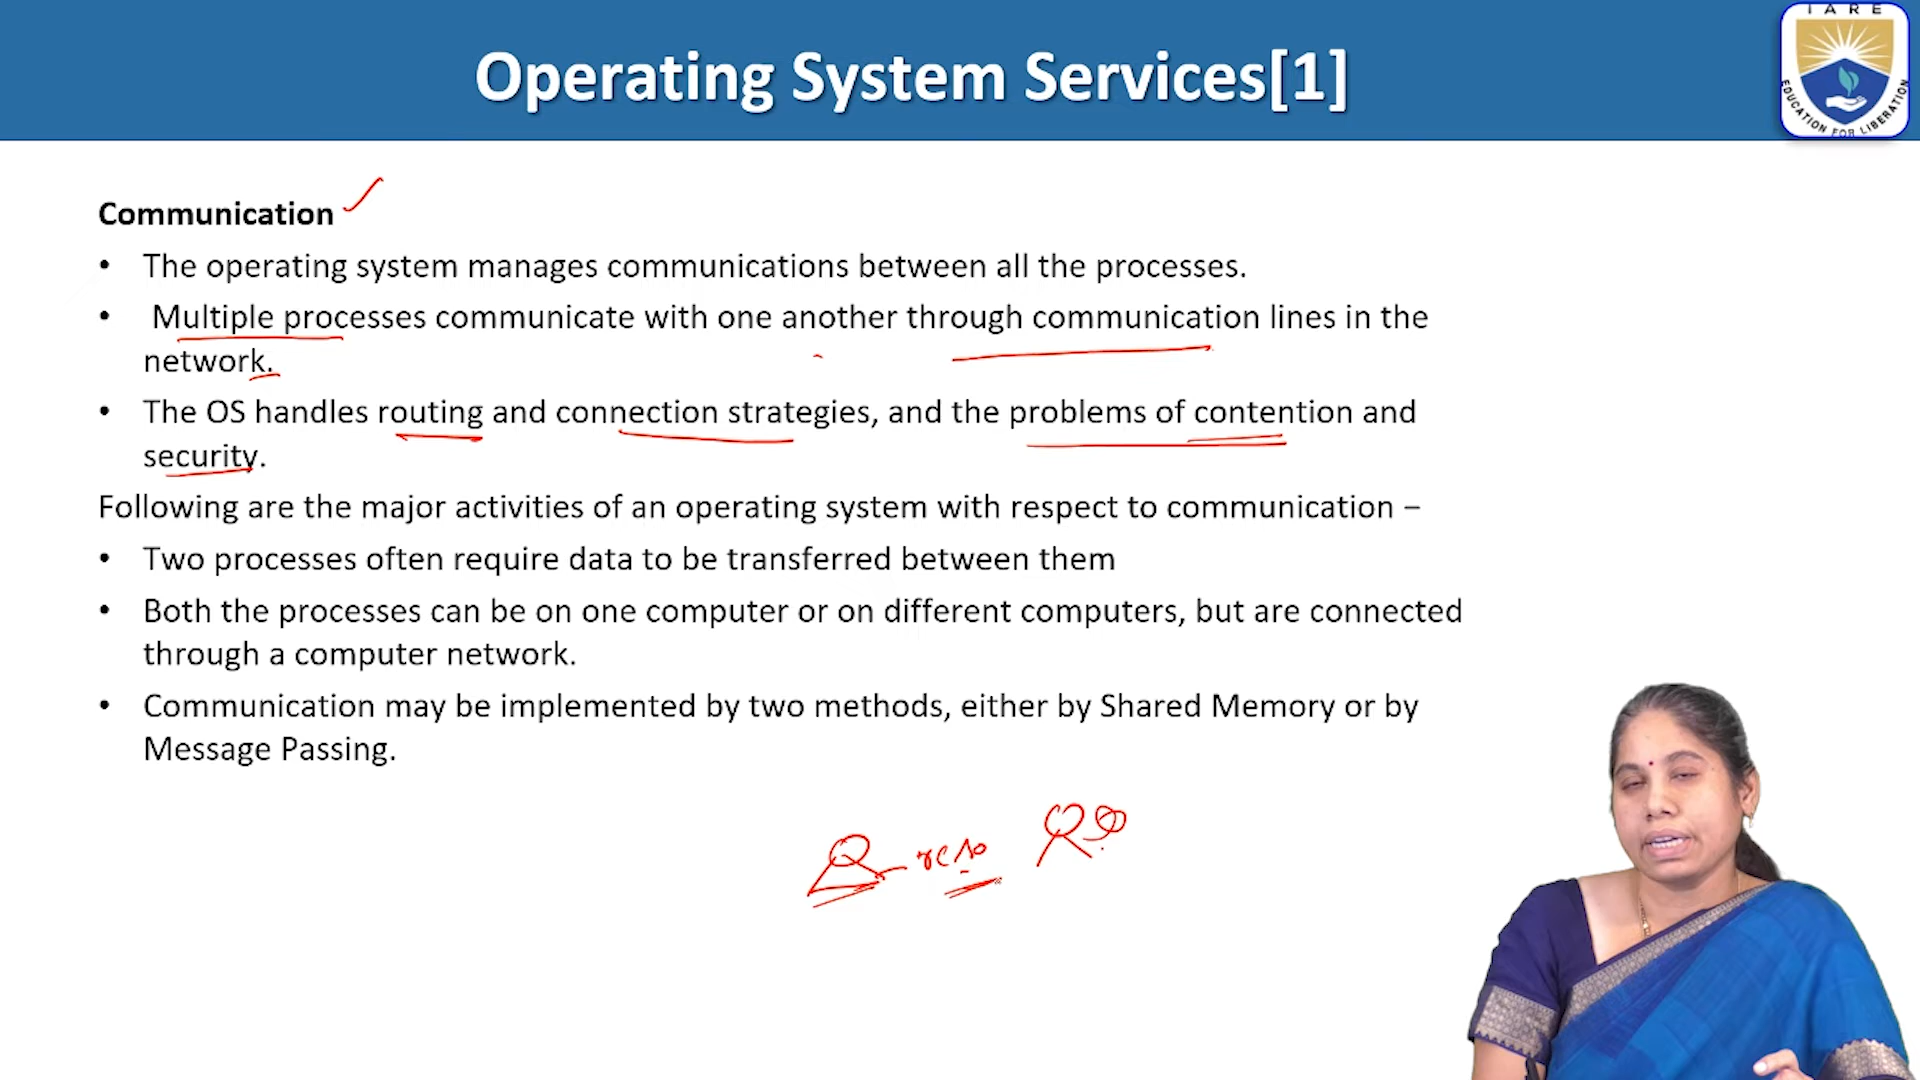 Operating System Services[1]
IARE
EDUCATION FOR LIBERATION
Communication
• The operating system manages communications between all the processes.
• Multiple processes communicate with one another through communication lines in the
network.
• The OS handles routing and connection strategies, and the problems of contention and
security.
Following are the major activities of an operating system with respect to communication –
• Two processes often require data to be transferred between them
• Both the processes can be on one computer or on different computers, but are connected
through a computer network.
• Communication may be implemented by two methods, either by Shared Memory or by
Message Passing.